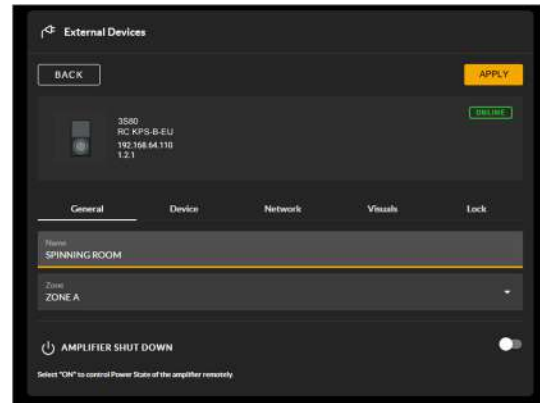 External Devices
BACK
APPLY
3S80
RC KPS-B-EU
192.168.64.110
1.2.1
ONLINE
General Device Network Visuals Lock
Name
SPINNING ROOM
Zone
ZONE A
AMPLIFIER SHUT DOWN
Select "ON" to control Power State of the amplifier remotely.